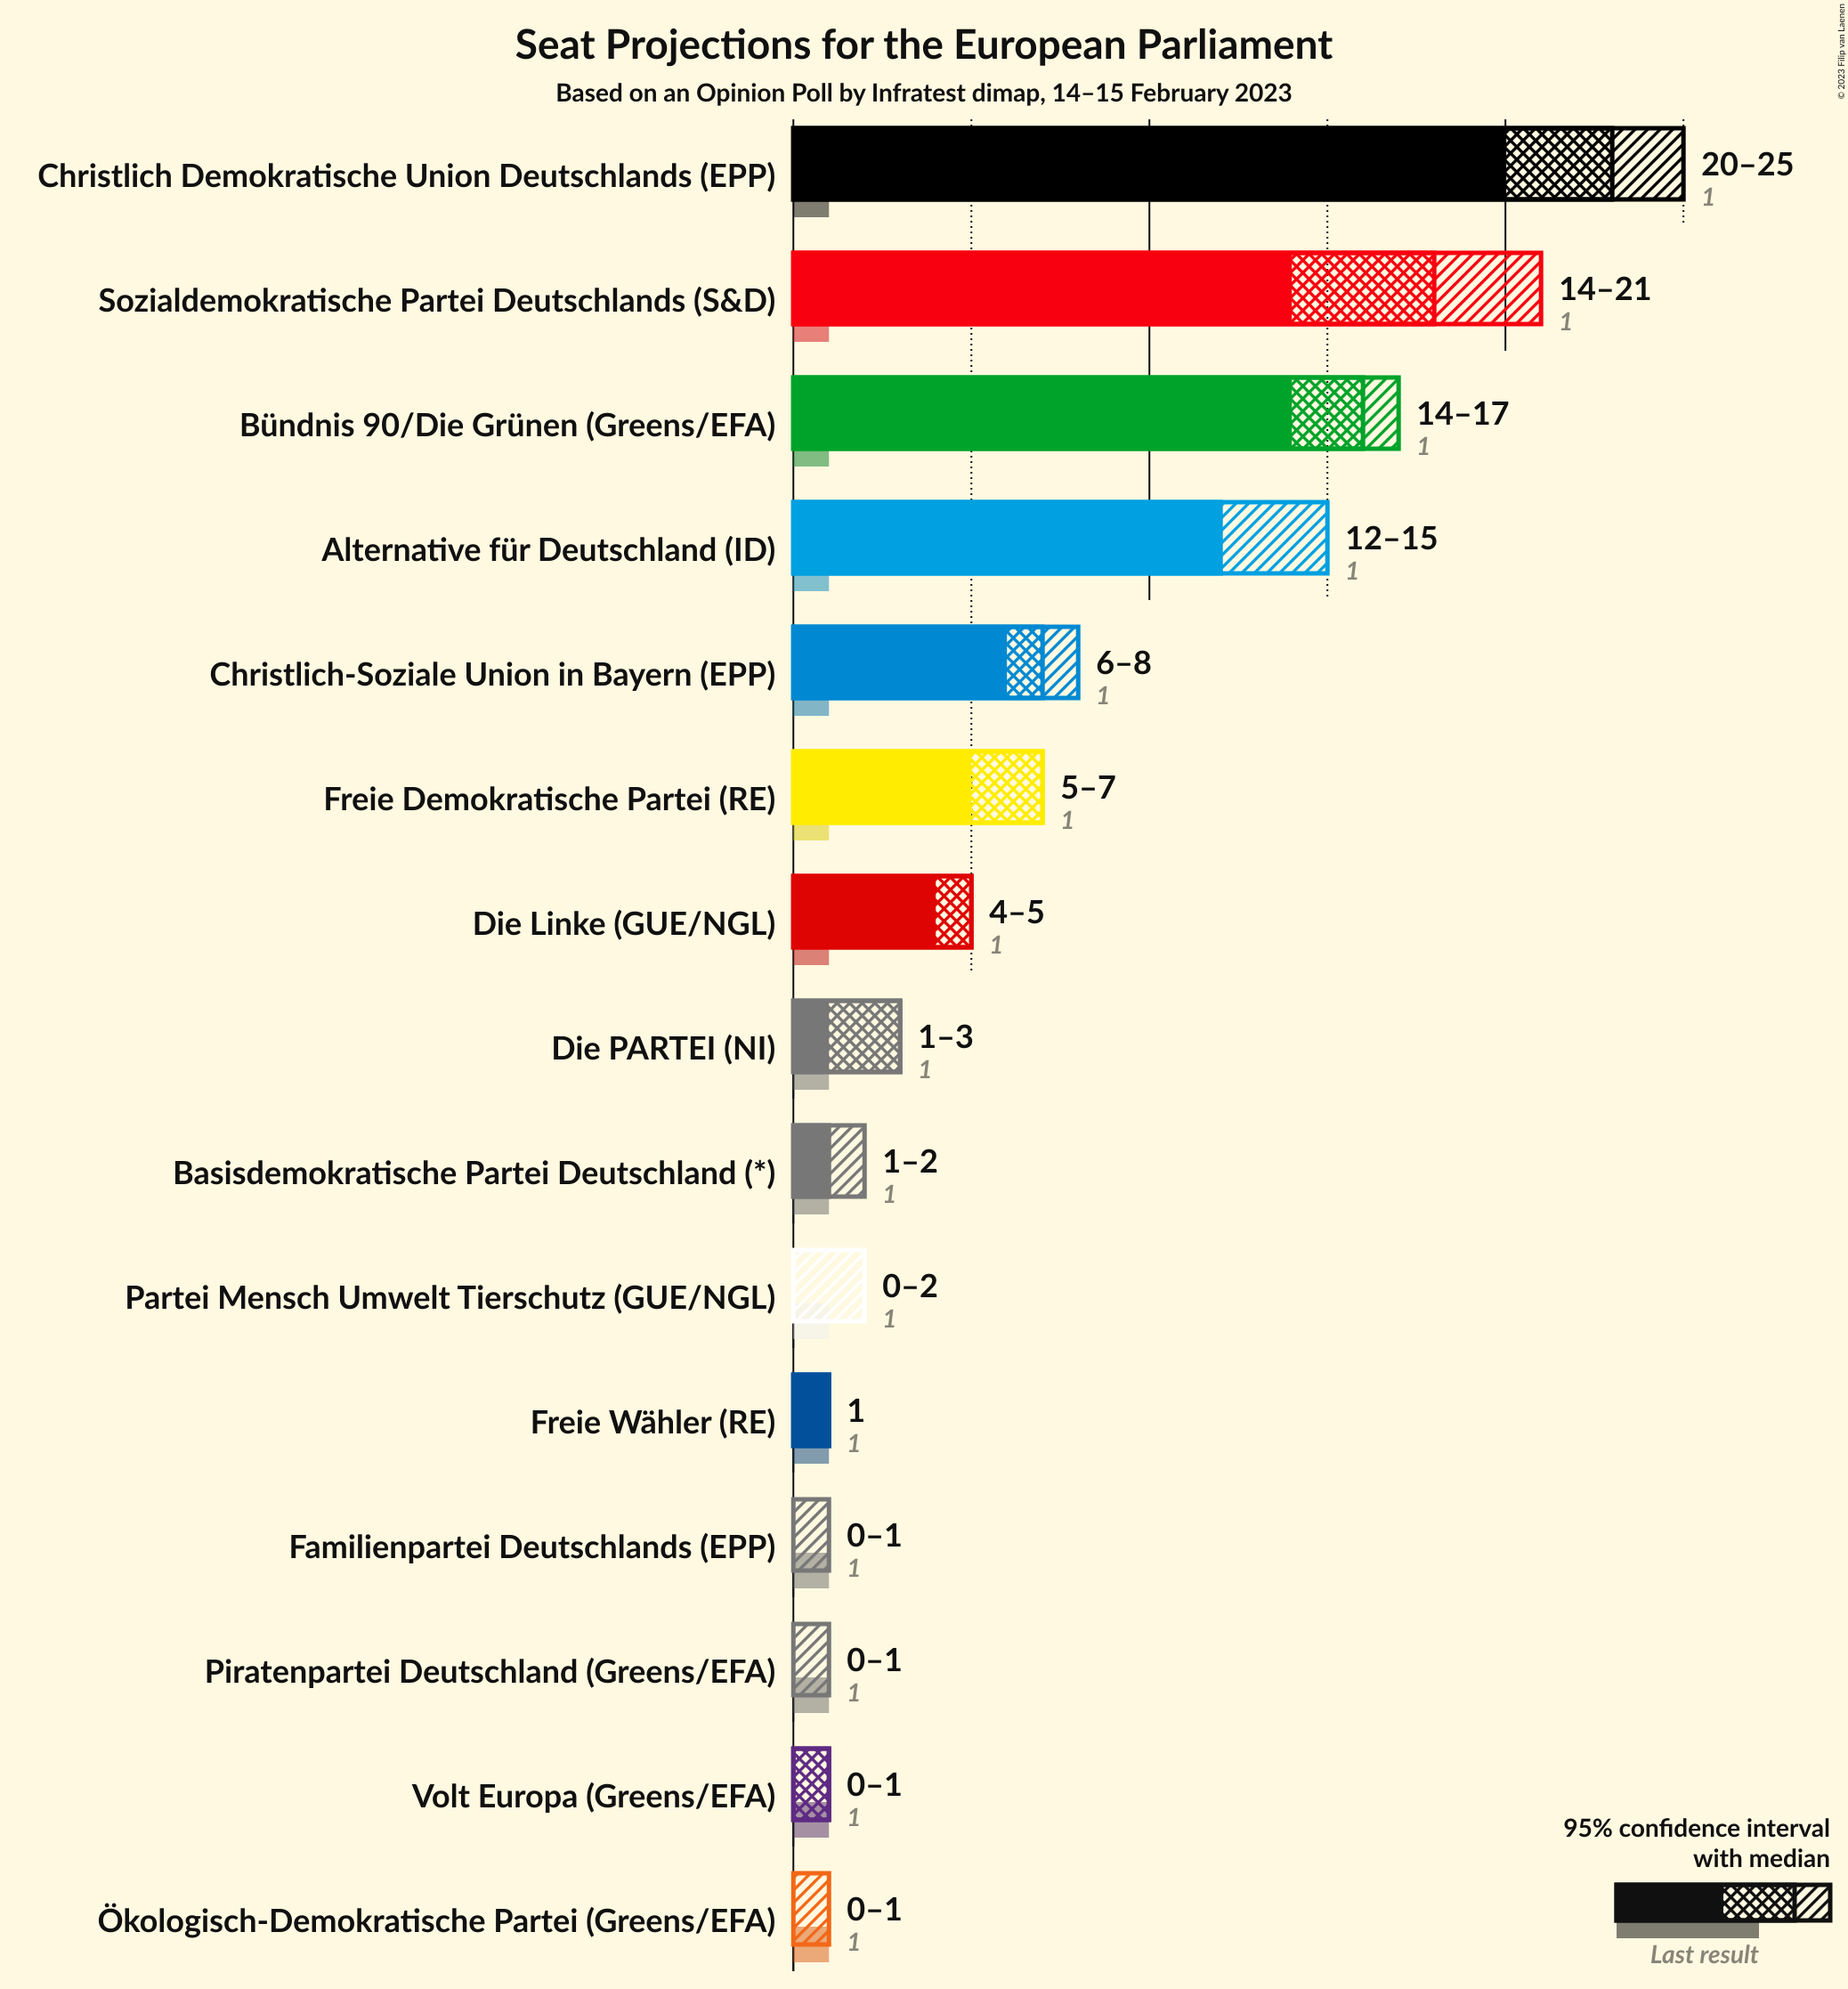 Seat Projections for the European Parliament
Based on an Opinion Poll by Infratest dimap, 14–15 February 2023
© 2023 Filip van Laenen
Christlich Demokratische Union Deutschlands (EPP)
20–25
1
Sozialdemokratische Partei Deutschlands (S&D)
14–21
1
Bündnis 90/Die Grünen (Greens/EFA)
14–17
1
Alternative für Deutschland (ID)
12–15
1
Christlich-Soziale Union in Bayern (EPP)
6–8
1
Freie Demokratische Partei (RE)
5–7
1
Die Linke (GUE/NGL)
4–5
1
Die PARTEI (NI)
1–3
1
Basisdemokratische Partei Deutschland (*)
1–2
1
Partei Mensch Umwelt Tierschutz (GUE/NGL)
0–2
1
Freie Wähler (RE)
1
1
Familienpartei Deutschlands (EPP)
0–1
1
Piratenpartei Deutschland (Greens/EFA)
0–1
1
Volt Europa (Greens/EFA)
0–1
1
Ökologisch-Demokratische Partei (Greens/EFA)
0–1
1
95% confidence interval
with median
Last result